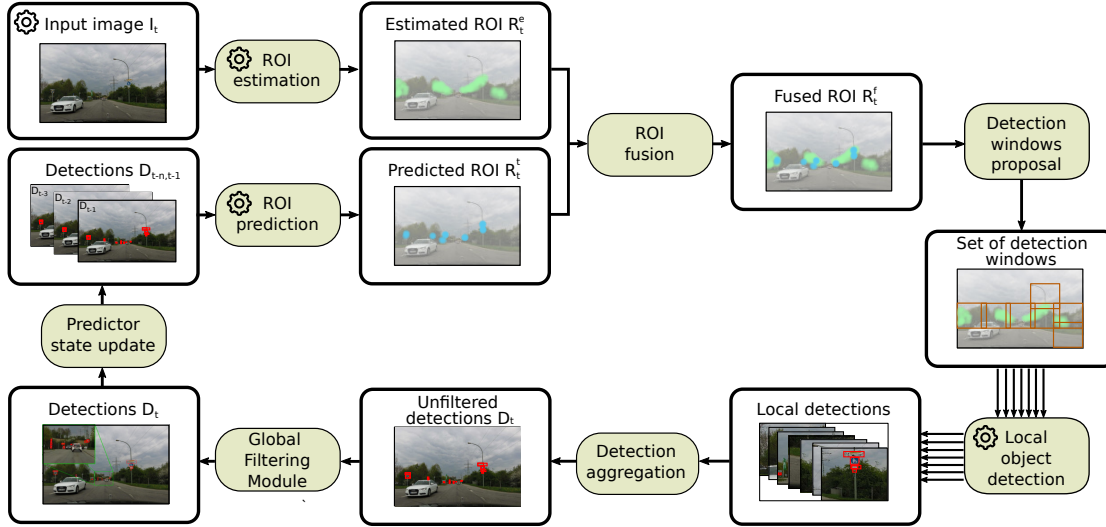 Input image I_t
ROI
estimation
Estimated ROI R_t^e
Fused ROI R_t^f
Detection
windows
proposal
ROI
fusion
Detections D_t-n,t-1
D_t-3
D_t-2
D_t-1
ROI
prediction
Predicted ROI R_t^t
Set of detection
windows
Predictor
state update
Detections D_t
Global
Filtering
Module
Unfiltered
detections D_t
Detection
aggregation
Local detections
Local
object
detection